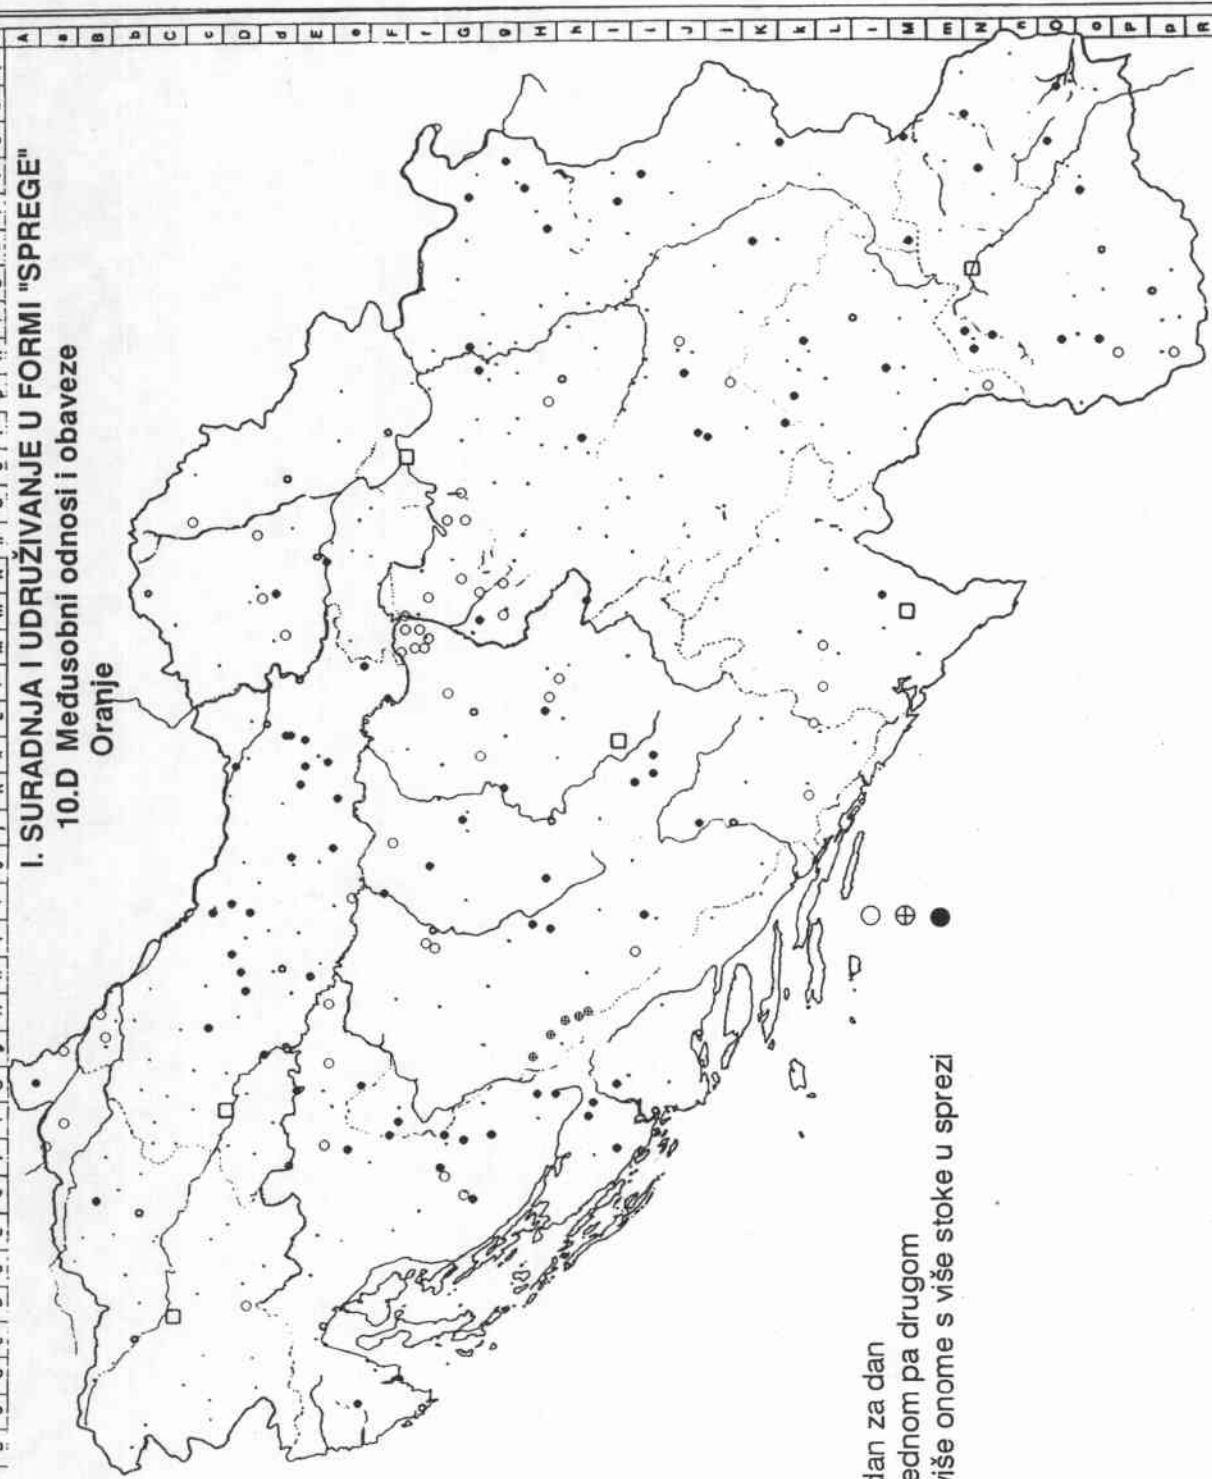 A a B b C c D d E e F f G g H h I i J j K k L l M m N n O o P p R
I. SURADNJA I UDRUŽIVANJE U FORMI "SPREGE"
10.D Međusobni odnosi i obaveze
Oranje
dan za dan
ednom pa drugom
više onome s više stoke u sprezi